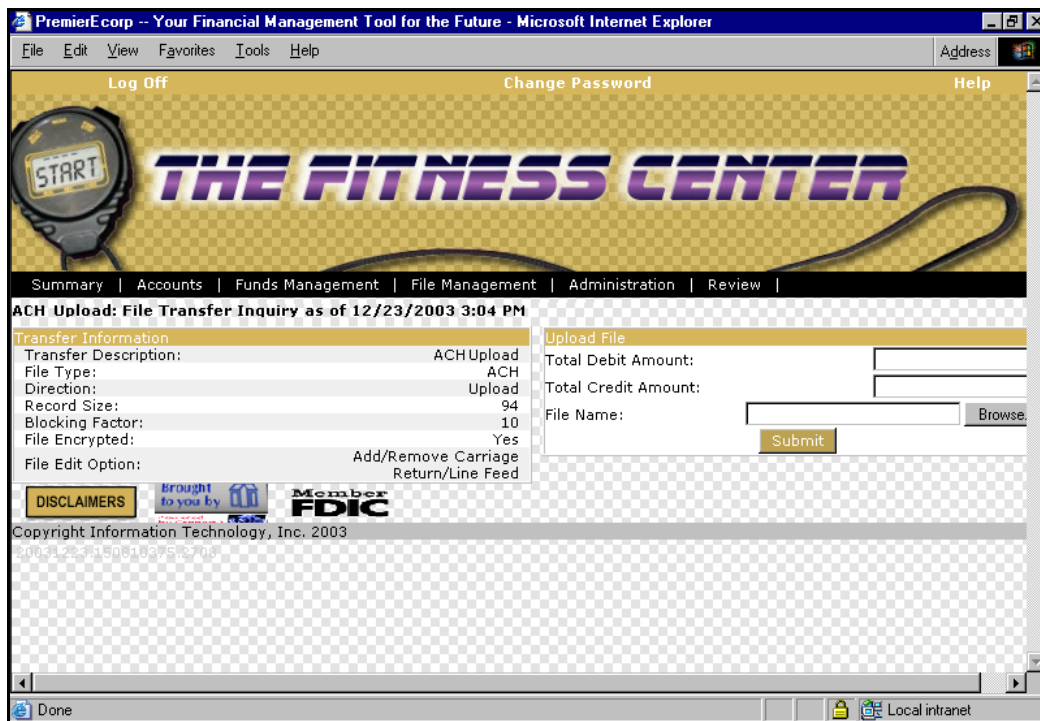 PremierEcorp -- Your Financial Management Tool for the Future - Microsoft Internet Explorer
File Edit View Favorites Tools Help Address
Log Off Change Password Help
START
THE FITNESS CENTER
Summary | Accounts | Funds Management | File Management | Administration | Review |
ACH Upload: File Transfer Inquiry as of 12/23/2003 3:04 PM
Transfer Information
Transfer Description: ACH Upload
File Type: ACH
Direction: Upload
Record Size: 94
Blocking Factor: 10
File Encrypted: Yes
File Edit Option: Add/Remove Carriage
Return/Line Feed
Upload File
Total Debit Amount:
Total Credit Amount:
File Name: Browse.
Submit
DISCLAIMERS
Brought
to you by
Member
FDIC
Copyright Information Technology, Inc. 2003
Done Local intranet